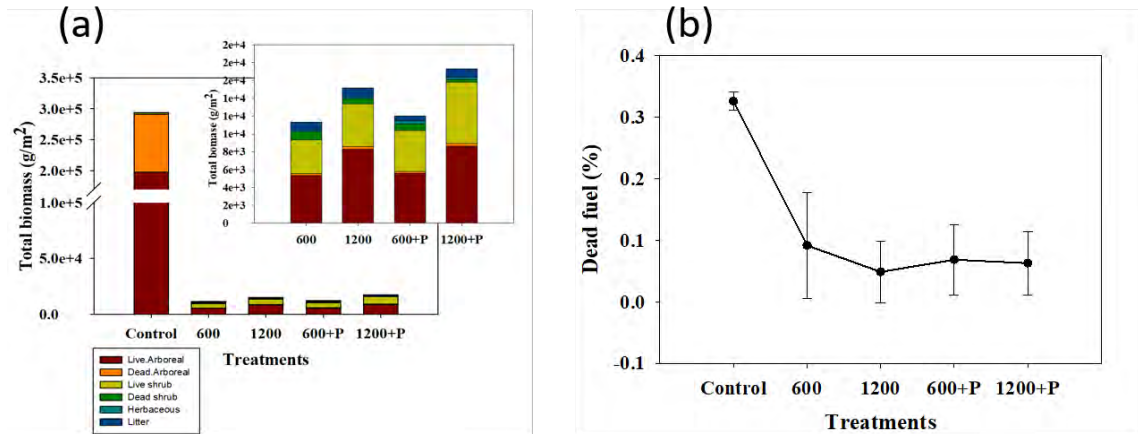 (a)
Total biomass (g/m2)
3.5e+5
3.0e+5
2.5e+5
2.0e+5
1.0e+5
5.0e+4
0.0
Total bomase (g/m2)
2e+4
2e+4
2e+4
1e+4
1e+4
1e+4
8e+3
6e+3
4e+3
2e+3
0
600 1200 600+P 1200+P
Control 600 1200 600+P 1200+P
Treatments
Live.Arboreal
Dead.Arboreal
Live shrub
Dead shrub
Herbaceous
Litter
(b)
Dead fuel (%)
0.4
0.3
0.2
0.1
0.0
-0.1
Control 600 1200 600+P 1200+P
Treatments